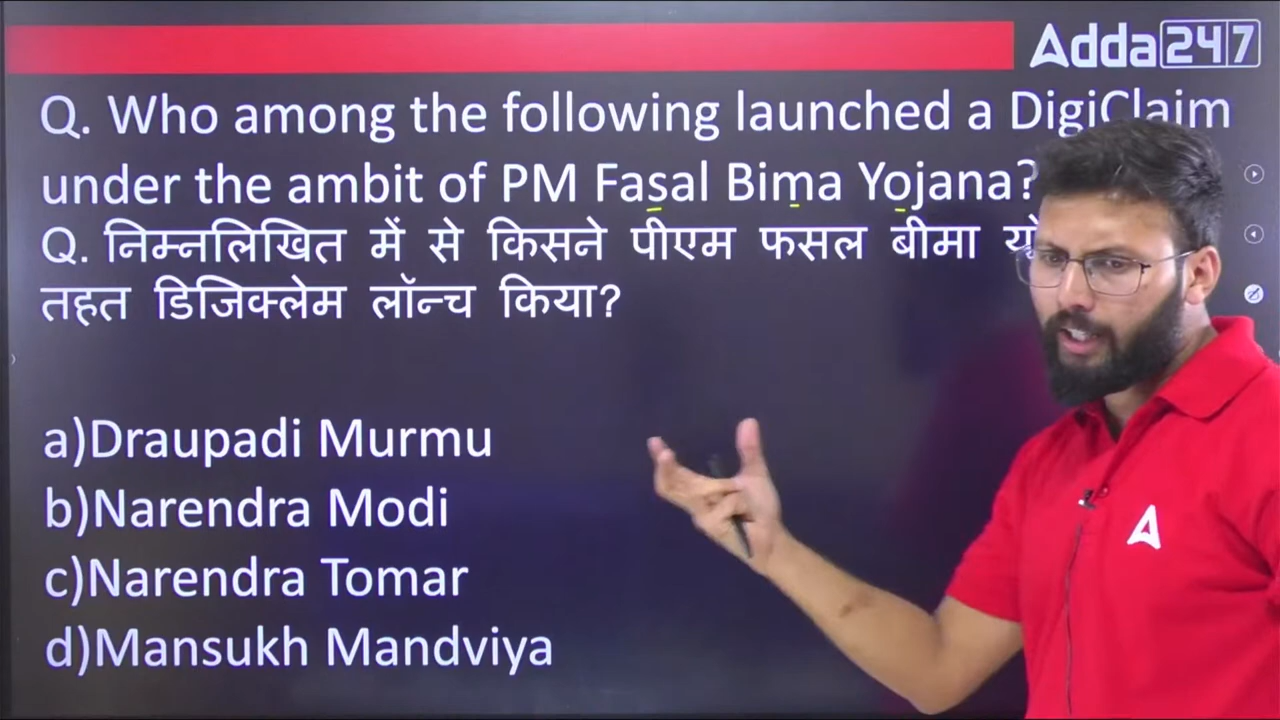 Adda247
Q. Who among the following launched a DigiClaim
under the ambit of PM Fasal Bima Yojana?
Q. निम्नलिखित में से किसने पीएम फसल बीमा
तहत डिजिक्लेम लॉन्च किया?
a)Draupadi Murmu
b)Narendra Modi
c)Narendra Tomar
d)Mansukh Mandviya